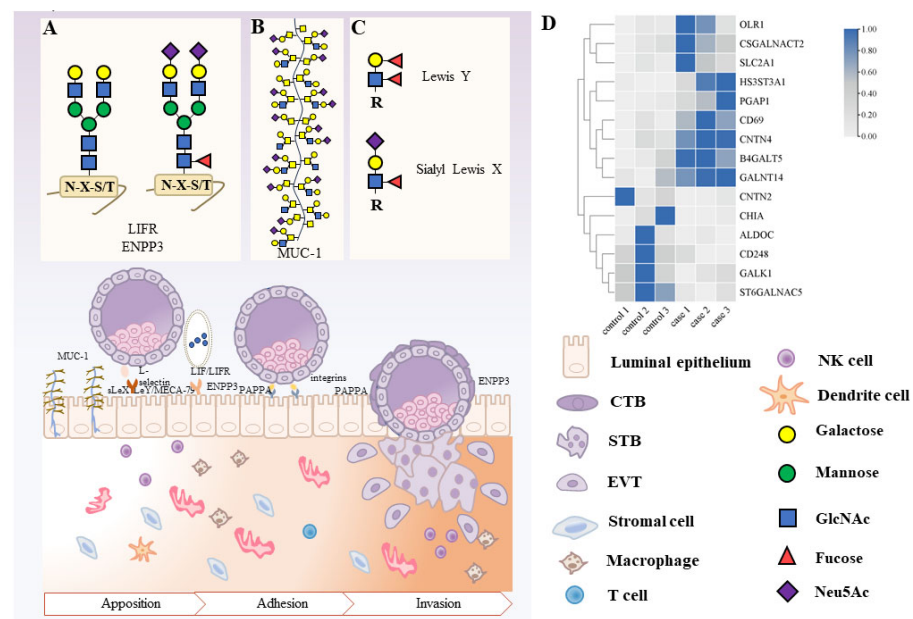 A
B
C
D
N-X-S/T
N-X-S/T
LIFR
ENPP3
MUC-1
Lewis Y
R
Sialyl Lewis X
R
OLR1
CSGALNACT2
SLC2A1
HS3ST3A1
PGAP1
CD69
CNTN4
B4GALT5
GALNT14
CNTN2
CHIA
ALDOC
CD248
GALK1
ST6GALNAC5
control 1
control 2
control 3
case 1
case 2
case 3
1.00
0.80
0.60
0.40
0.20
0.00
MUC-1
L-
selectin
sLeX/LeY/MECA-79
LIF/LIFR
ENPP3
PAPPA
integrins
PAPPA
ENPP3
Apposition
Adhesion
Invasion
Luminal epithelium
CTB
STB
EVT
Stromal cell
Macrophage
T cell
NK cell
Dendrite cell
Galactose
Mannose
GlcNAc
Fucose
Neu5Ac